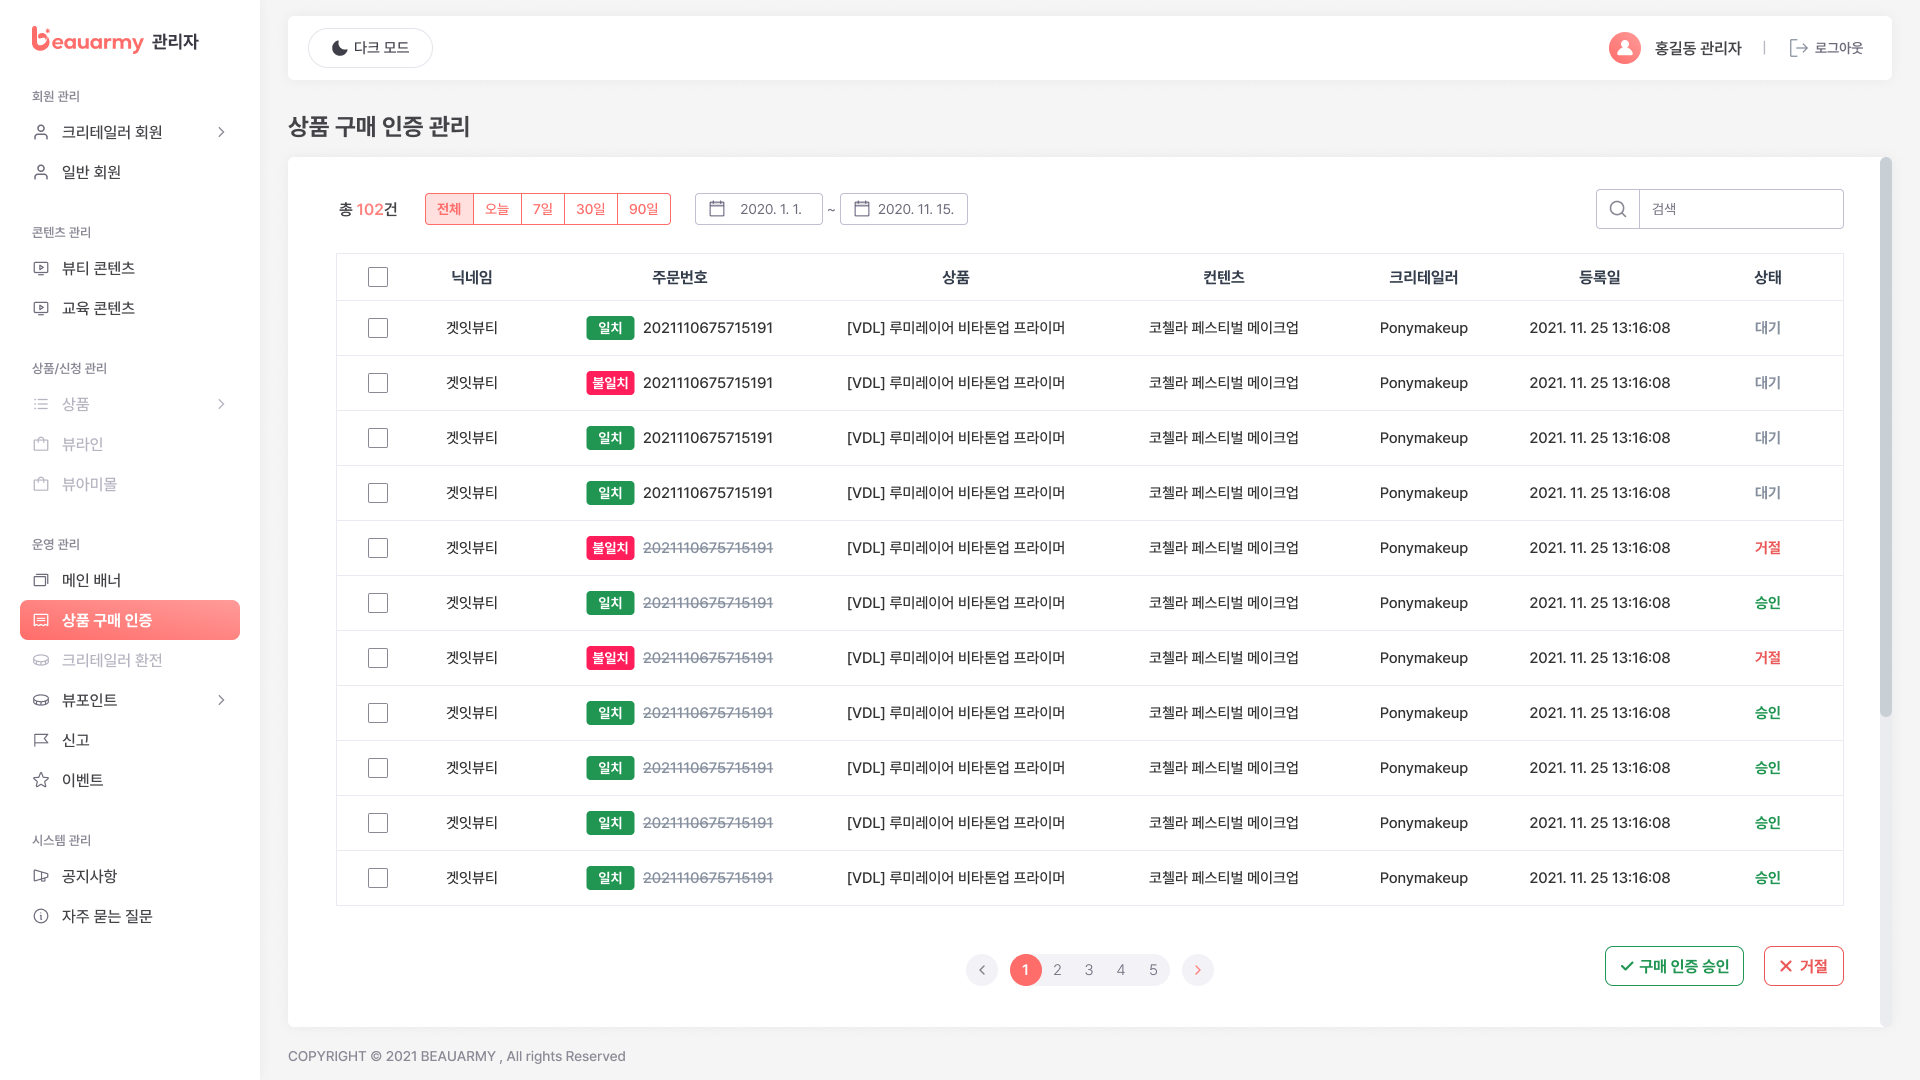 beauarmy 관리자
회원 관리
크리테일러 회원
일반 회원
콘텐츠 관리
뷰티 콘텐츠
교육 콘텐츠
상품/신청 관리
상품
뷰라인
뷰아미몰
운영 관리
메인 배너
상품 구매 인증
크리테일러 환전
뷰포인트
신고
이벤트
시스템 관리
공지사항
자주 묻는 질문
다크 모드
홍길동 관리자 | 로그아웃
상품 구매 인증 관리
총 102건 전체 오늘 7일 30일 90일 2020. 1. 1. ~ 2020. 11. 15. 검색
닉네임 주문번호 상품 컨텐츠 크리테일러 등록일 상태
겟잇뷰티 일치 2021110675715191 [VDL] 루미레이어 비타톤업 프라이머 코첼라 페스티벌 메이크업 Ponymakeup 2021. 11. 25 13:16:08 대기
겟잇뷰티 불일치 2021110675715191 [VDL] 루미레이어 비타톤업 프라이머 코첼라 페스티벌 메이크업 Ponymakeup 2021. 11. 25 13:16:08 대기
겟잇뷰티 일치 2021110675715191 [VDL] 루미레이어 비타톤업 프라이머 코첼라 페스티벌 메이크업 Ponymakeup 2021. 11. 25 13:16:08 대기
겟잇뷰티 일치 2021110675715191 [VDL] 루미레이어 비타톤업 프라이머 코첼라 페스티벌 메이크업 Ponymakeup 2021. 11. 25 13:16:08 대기
겟잇뷰티 불일치 2021110675715191 [VDL] 루미레이어 비타톤업 프라이머 코첼라 페스티벌 메이크업 Ponymakeup 2021. 11. 25 13:16:08 거절
겟잇뷰티 일치 2021110675715191 [VDL] 루미레이어 비타톤업 프라이머 코첼라 페스티벌 메이크업 Ponymakeup 2021. 11. 25 13:16:08 승인
겟잇뷰티 불일치 2021110675715191 [VDL] 루미레이어 비타톤업 프라이머 코첼라 페스티벌 메이크업 Ponymakeup 2021. 11. 25 13:16:08 거절
겟잇뷰티 일치 2021110675715191 [VDL] 루미레이어 비타톤업 프라이머 코첼라 페스티벌 메이크업 Ponymakeup 2021. 11. 25 13:16:08 승인
겟잇뷰티 일치 2021110675715191 [VDL] 루미레이어 비타톤업 프라이머 코첼라 페스티벌 메이크업 Ponymakeup 2021. 11. 25 13:16:08 승인
겟잇뷰티 일치 2021110675715191 [VDL] 루미레이어 비타톤업 프라이머 코첼라 페스티벌 메이크업 Ponymakeup 2021. 11. 25 13:16:08 승인
겟잇뷰티 일치 2021110675715191 [VDL] 루미레이어 비타톤업 프라이머 코첼라 페스티벌 메이크업 Ponymakeup 2021. 11. 25 13:16:08 승인
1 2 3 4 5 구매 인증 승인 거절
COPYRIGHT © 2021 BEAUARMY , All rights Reserved